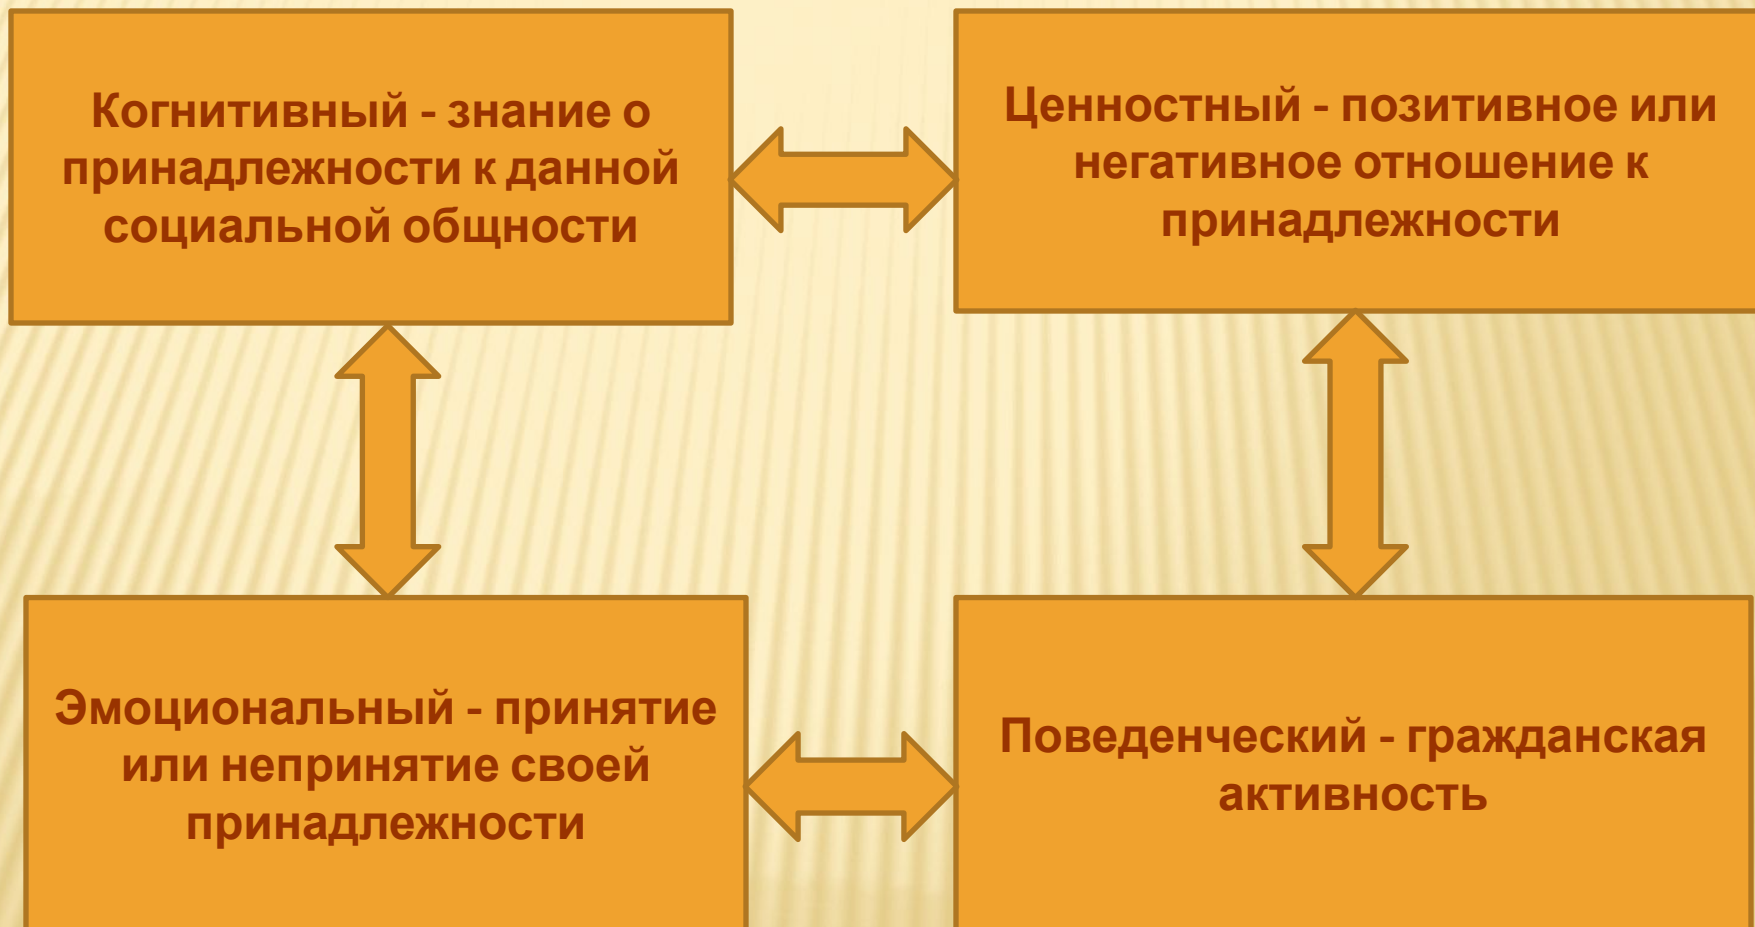 Когнитивный - знание о
принадлежности к данной
социальной общности
Ценностный - позитивное или
негативное отношение к
принадлежности
Эмоциональный - принятие
или непринятие своей
принадлежности
Поведенческий - гражданская
активность